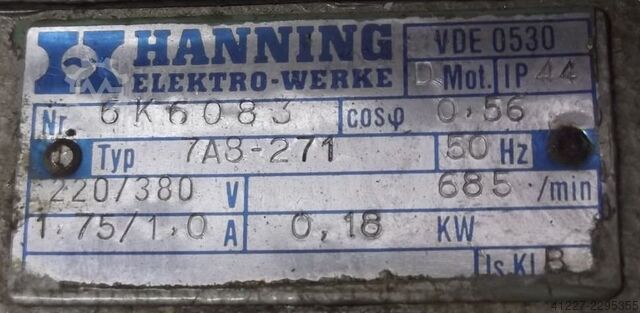 HANNING
ELEKTRO-WERKE
VDE 0530
D Mot. IP 44
Nr. 6K6083 cosφ 0,56
Typ 7A8-271 50 Hz
220/380 V 685 /min
1.75/1,0 A 0,18 KW
Is.Kl B
41227-2295355